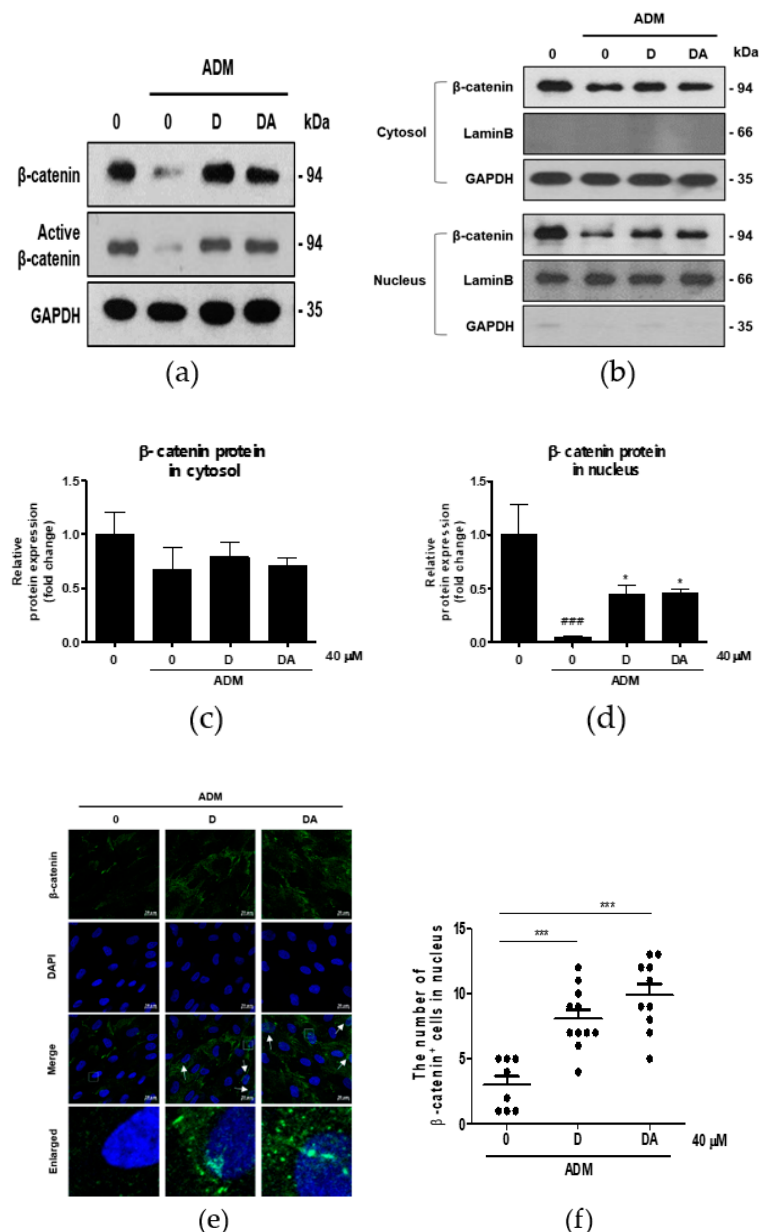 ADM
0 0 D DA kDa
β-catenin - 94
Active
β-catenin - 94
GAPDH - 35
(a)
ADM
0 0 D DA kDa
Cytosol
β-catenin - 94
LaminB - 66
GAPDH - 35
Nucleus
β-catenin - 94
LaminB - 66
GAPDH - 35
(b)
β- catenin protein
in cytosol
Relative
protein expression
(fold change)
1.5
1.0
0.5
0.0
0 0 D DA 40 μM
ADM
(c)
β- catenin protein
in nucleus
Relative
protein expression
(fold change)
1.5
1.0
0.5
0.0
###
*
*
0 0 D DA 40 μM
ADM
(d)
ADM
0 D DA
β-catenin
DAPI
Merge
Enlarged
(e)
The number of
β-catenin⁺ cells in nucleus
15
10
5
0
***
***
0 D DA 40 μM
ADM
(f)